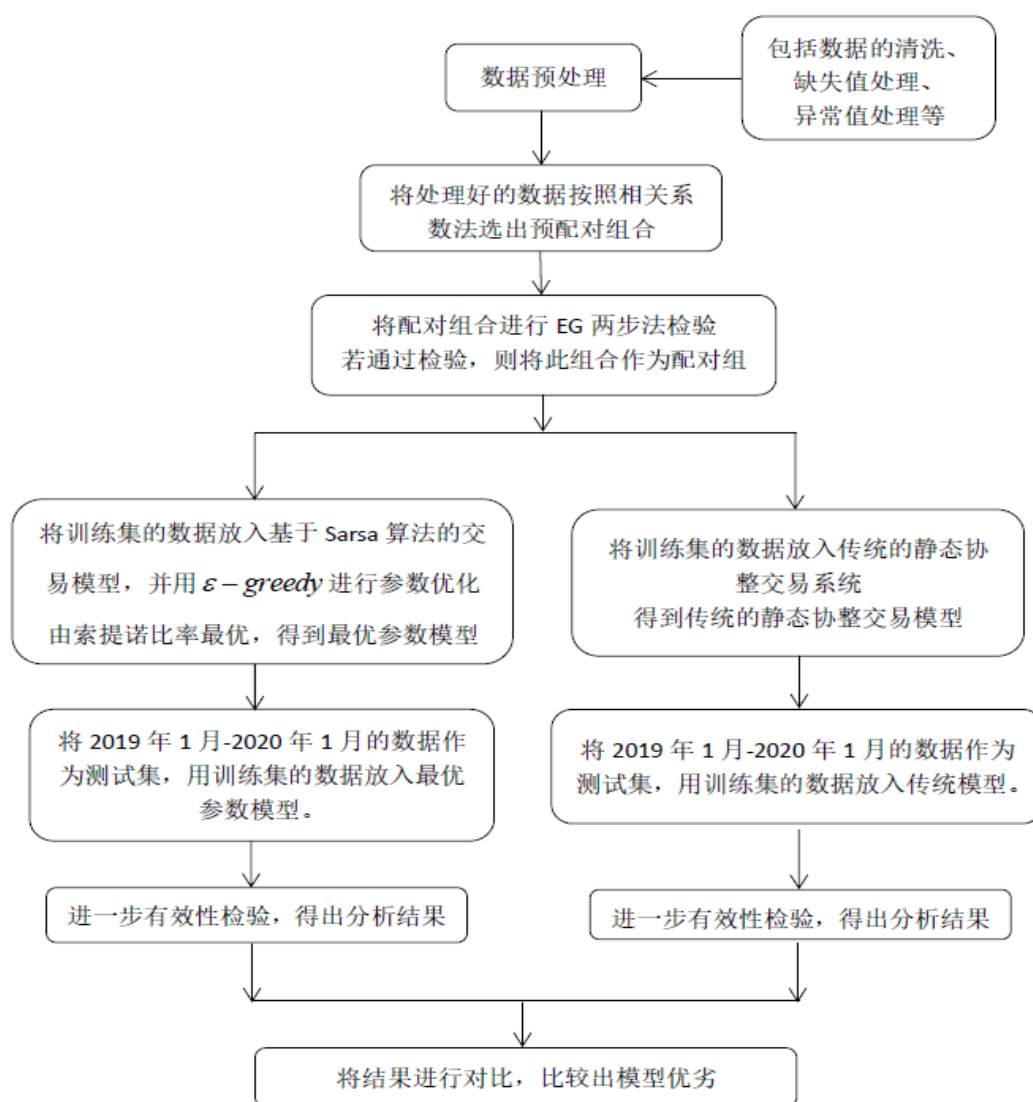 数据预处理
包括数据的清洗、
缺失值处理、
异常值处理等
将处理好的数据按照相关系
数法选出预配对组合
将配对组合进行 EG 两步法检验
若通过检验，则将此组合作为配对组
将训练集的数据放入基于 Sarsa 算法的交
易模型，并用 ε − greedy 进行参数优化
由索提诺比率最优，得到最优参数模型
将训练集的数据放入传统的静态协
整交易系统
得到传统的静态协整交易模型
将 2019 年 1 月-2020 年 1 月的数据作
为测试集，用训练集的数据放入最优
参数模型。
将 2019 年 1 月-2020 年 1 月的数据作为
测试集，用训练集的数据放入传统模型。
进一步有效性检验，得出分析结果
进一步有效性检验，得出分析结果
将结果进行对比，比较出模型优劣